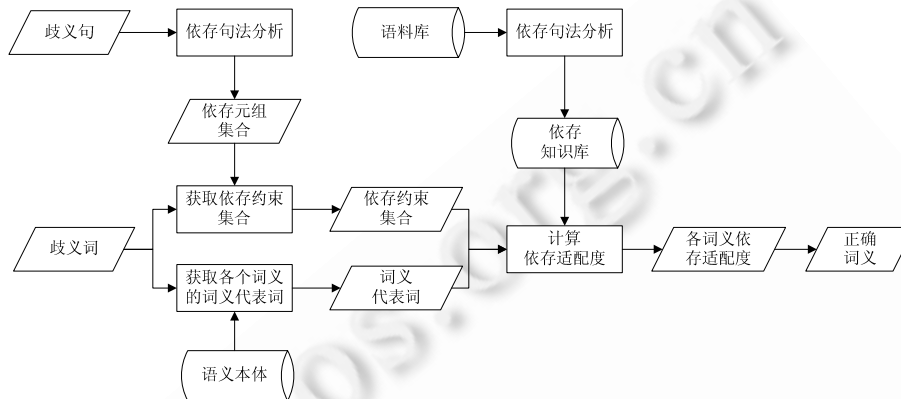 歧义句
依存句法分析
语料库
依存句法分析
依存元组
集合
依存
知识库
获取依存约束
集合
依存约束
集合
歧义词
计算
依存适配度
各词义依
存适配度
正确
词义
获取各个词义
的词义代表词
词义
代表词
语义本体
os.org.cn